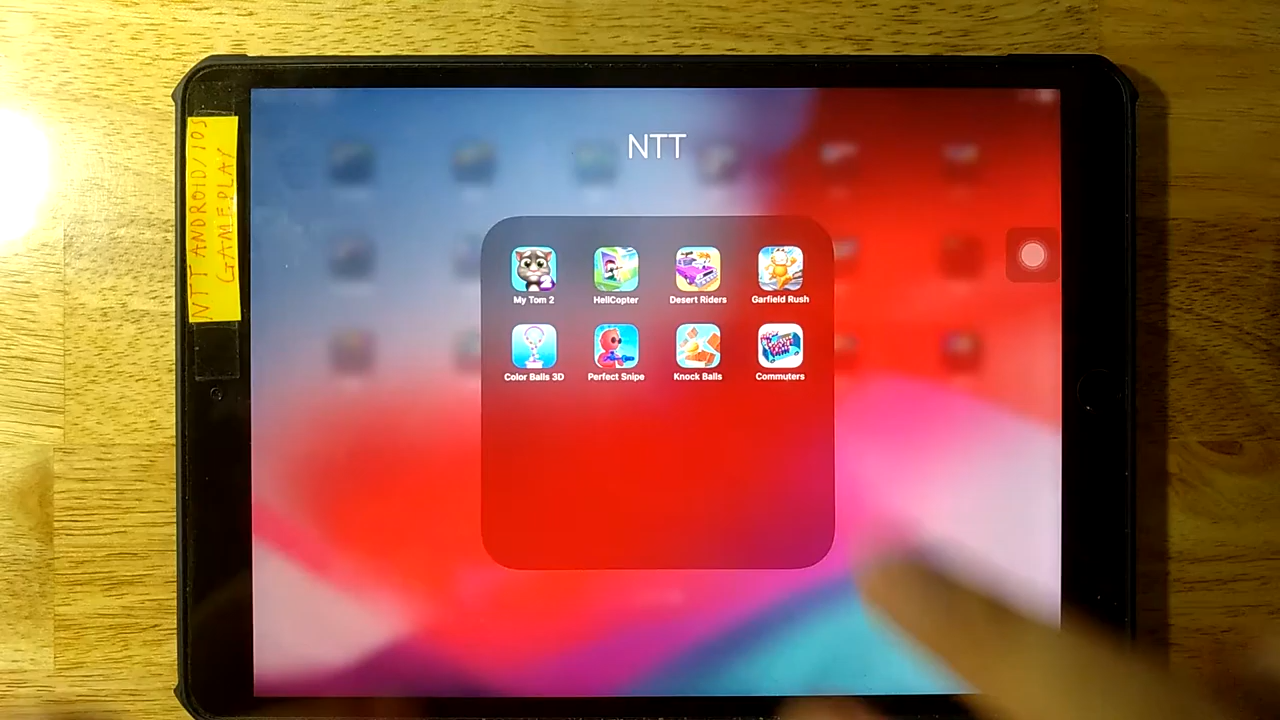 NTT ANDROID/IOS
GAMEPLAY
NTT
My Tom 2
HellCopter
Desert Riders
Garfield Rush
Color Balls 3D
Perfect Snipe
Knock Balls
Commuters